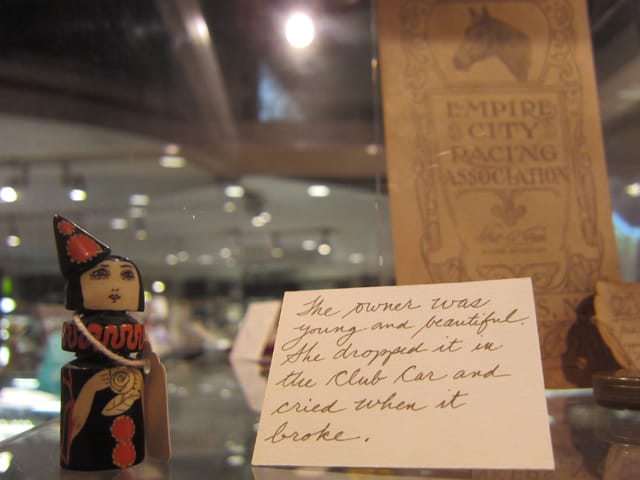 EMPIRE
CITY
RACING
ASSOCIATION
The owner was
young and beautiful.
She dropped it in
the Club Car and
cried when it
broke.